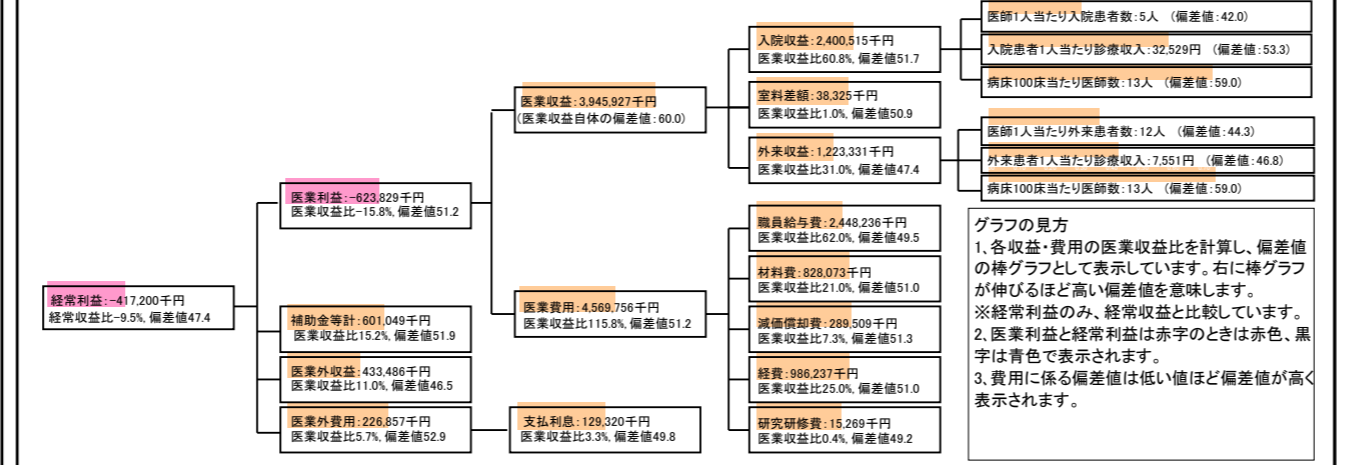 経常利益:-417,200千円
経常収支比-9.5%, 偏差値47.4
医業利益:-623,829千円
医業収益比-15.8%, 偏差値51.2
補助金等計:601,049千円
医業収益比15.2%, 偏差値51.9
医業外収益:433,486千円
医業収益比11.0%, 偏差値46.5
医業外費用:226,857千円
医業収益比5.7%, 偏差値52.9
医業収益:3,945,927千円
(医業収益自体の偏差値:60.0)
医業費用:4,569,756千円
医業収益比115.8%, 偏差値51.2
支払利息:129,320千円
医業収益比3.3%, 偏差値49.8
入院収益:2,400,515千円
医業収益比60.8%, 偏差値51.7
室料差額:38,325千円
医業収益比1.0%, 偏差値50.9
外来収益:1,223,331千円
医業収益比31.0%, 偏差値47.4
職員給与費:2,448,236千円
医業収益比62.0%, 偏差値49.5
材料費:828,073千円
医業収益比21.0%, 偏差値51.0
減価償却費:289,509千円
医業収益比7.3%, 偏差値51.3
経費:986,237千円
医業収益比25.0%, 偏差値51.0
研究研修費:15,269千円
医業収益比0.4%, 偏差値49.2
医師1人当たり入院患者数:5人 (偏差値:42.0)
入院患者1人当たり診療収入:32,529円 (偏差値:53.3)
病床100床当たり医師数:13人 (偏差値:59.0)
医師1人当たり外来患者数:12人 (偏差値:44.3)
外来患者1人当たり診療収入:7,551円 (偏差値:46.8)
病床100床当たり医師数:13人 (偏差値:59.0)
グラフの見方
1、各収益・費用の医業収益比を計算し、偏差値
の棒グラフとして表示しています。右に棒グラフ
が伸びるほど高い偏差値を意味します。
※経常利益のみ、経常収益と比較しています。
2、医業利益と経常利益は赤字のときは赤色、黒
字は青色で表示されます。
3、費用に係る偏差値は低い値ほど偏差値が高く
表示されます。